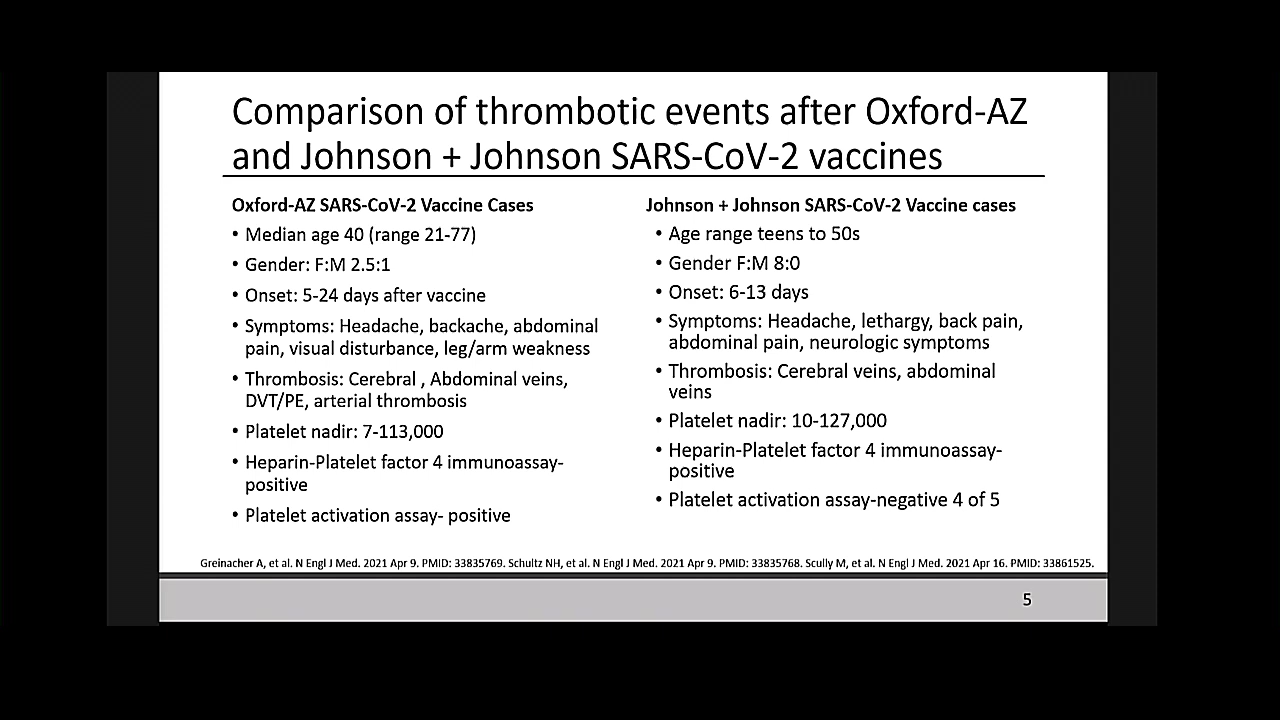 Comparison of thrombotic events after Oxford-AZ
and Johnson + Johnson SARS-CoV-2 vaccines
Oxford-AZ SARS-CoV-2 Vaccine Cases
• Median age 40 (range 21-77)
• Gender: F:M 2.5:1
• Onset: 5-24 days after vaccine
• Symptoms: Headache, backache, abdominal
pain, visual disturbance, leg/arm weakness
• Thrombosis: Cerebral , Abdominal veins,
DVT/PE, arterial thrombosis
• Platelet nadir: 7-113,000
• Heparin-Platelet factor 4 immunoassay-
positive
• Platelet activation assay- positive
Johnson + Johnson SARS-CoV-2 Vaccine cases
• Age range teens to 50s
• Gender F:M 8:0
• Onset: 6-13 days
• Symptoms: Headache, lethargy, back pain,
abdominal pain, neurologic symptoms
• Thrombosis: Cerebral veins, abdominal
veins
• Platelet nadir: 10-127,000
• Heparin-Platelet factor 4 immunoassay-
positive
• Platelet activation assay-negative 4 of 5
Greinacher A, et al. N Engl J Med. 2021 Apr 9. PMID: 33835769. Schultz NH, et al. N Engl J Med. 2021 Apr 9. PMID: 33835768. Scully M, et al. N Engl J Med. 2021 Apr 16. PMID: 33861525.
5